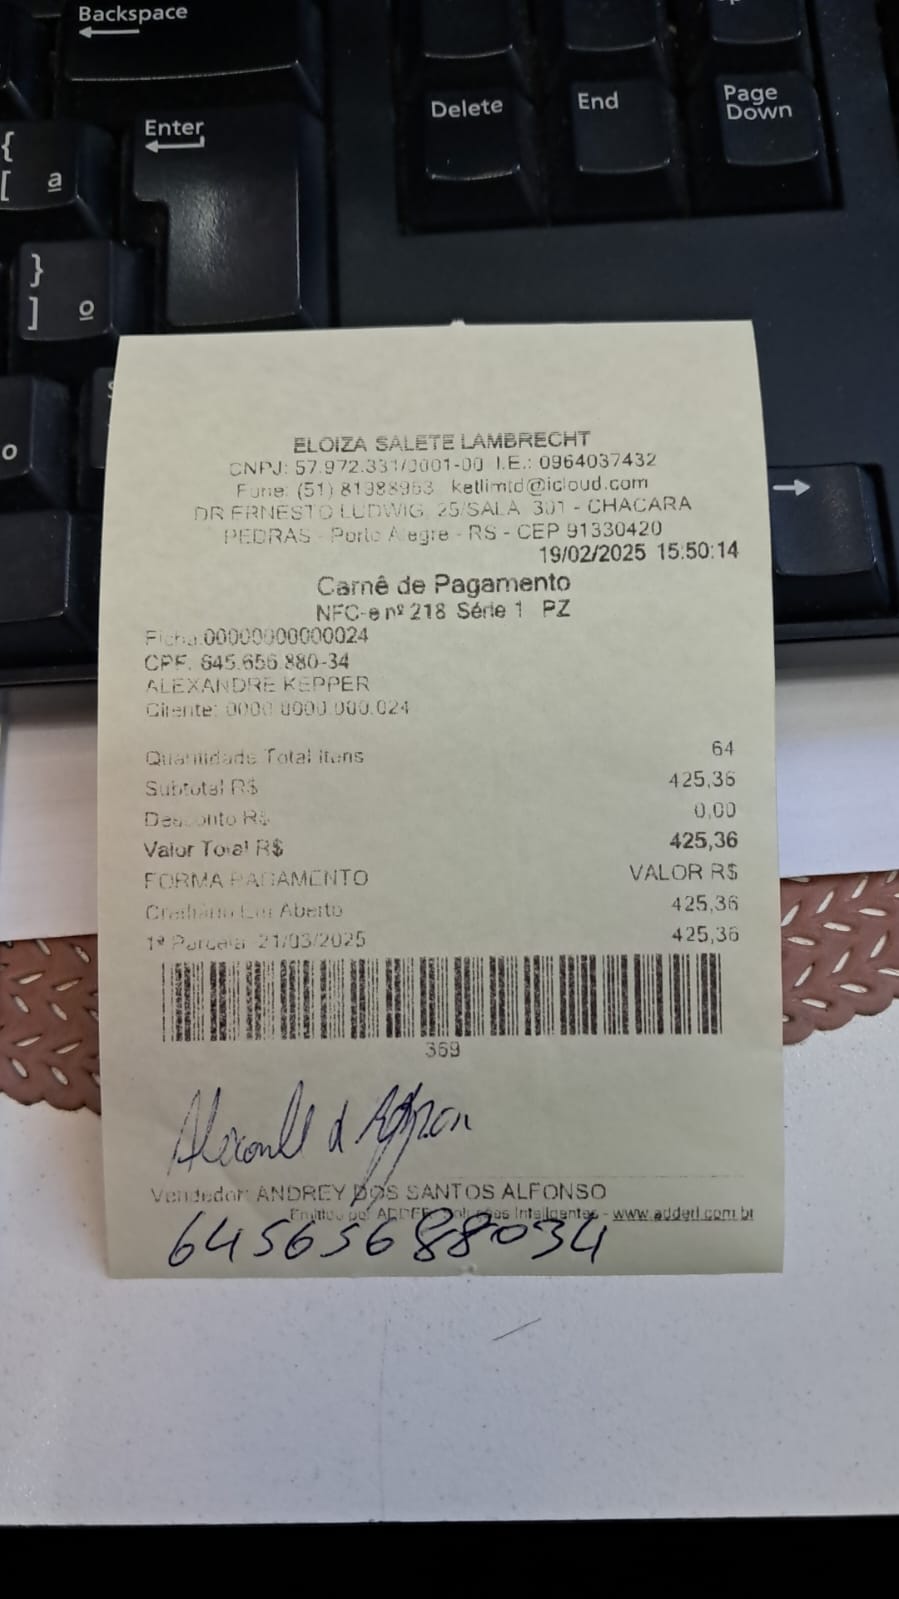 Backspace
Delete
End
Page
Down
Enter
{
[ a
}
] o
o
ELOIZA SALETE LAMBRECHT
CNPJ: 57.972.331/0001-00 I.E.: 0964037432
Fone: (51) 81988963 ketlimtd@icloud.com
DR ERNESTO LUDWIG, 25/SALA 301 - CHACARA
PEDRAS - Porto Alegre - RS - CEP 91330420
19/02/2025 15:50:14
Carnê de Pagamento
NFC-e nº 218 Série 1 PZ
Ficha:00000000000024
CPF: 645.656.880-34
ALEXANDRE KEPPER
Cliente: 0000.0000.000.024
Quantidade Total Itens 64
Subtotal R$ 425,36
Desconto R$ 0,00
Valor Total R$ 425,36
FORMA PAGAMENTO VALOR R$
Crediário Em Aberto 425,36
1ª Parcela: 21/03/2025 425,36
369
Vendedor: ANDREY DOS SANTOS ALFONSO
Emitido por Soluções Inteligentes -
64565688034